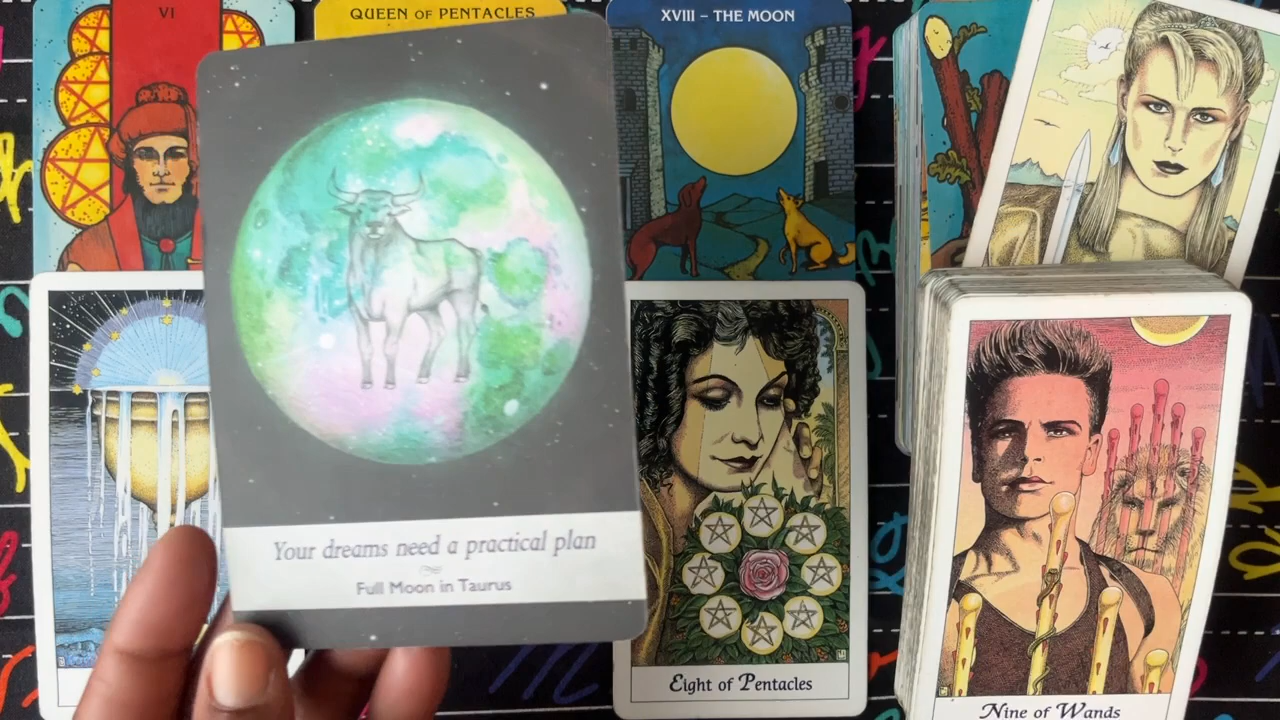 VI
QUEEN OF PENTACLES
XVIII – THE MOON
Your dreams need a practical plan
Full Moon in Taurus
Eight of Pentacles
Nine of Wands